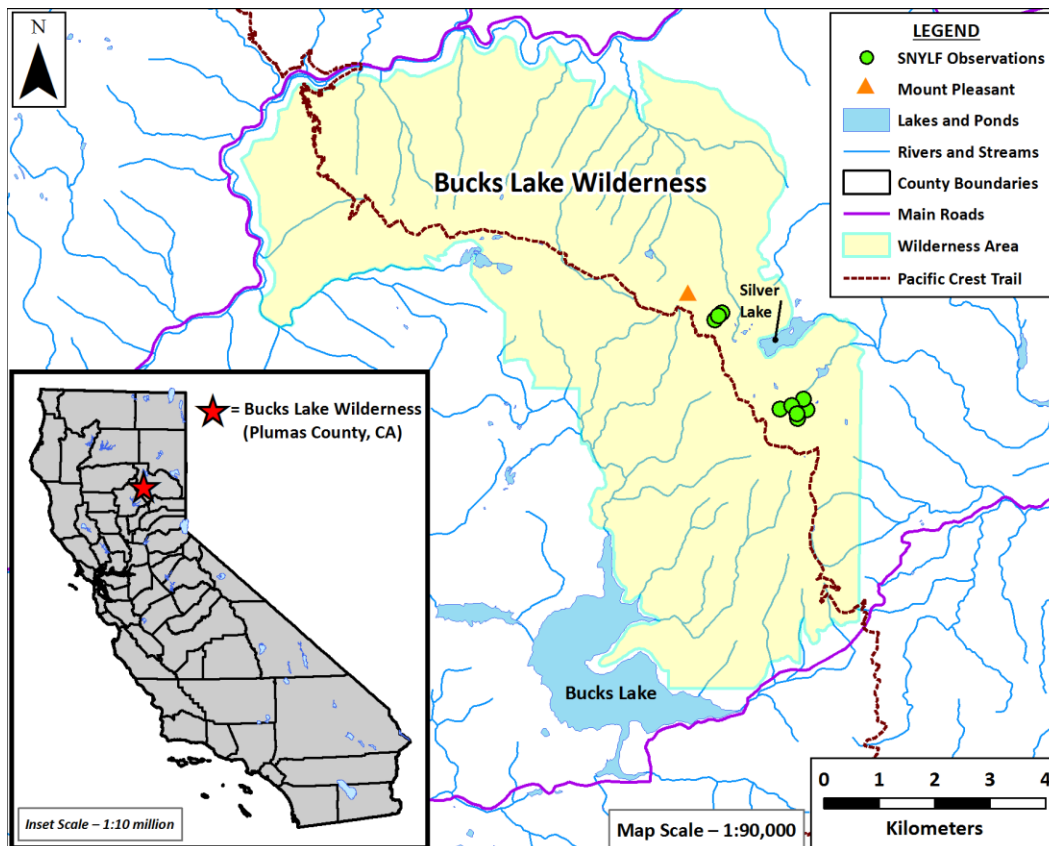 N
LEGEND
SNYLF Observations
Mount Pleasant
Lakes and Ponds
Rivers and Streams
County Boundaries
Main Roads
Wilderness Area
Pacific Crest Trail
Bucks Lake Wilderness
Silver
Lake
= Bucks Lake Wilderness
(Plumas County, CA)
Bucks Lake
Inset Scale – 1:10 million
Map Scale – 1:90,000
0 1 2 3 4
Kilometers